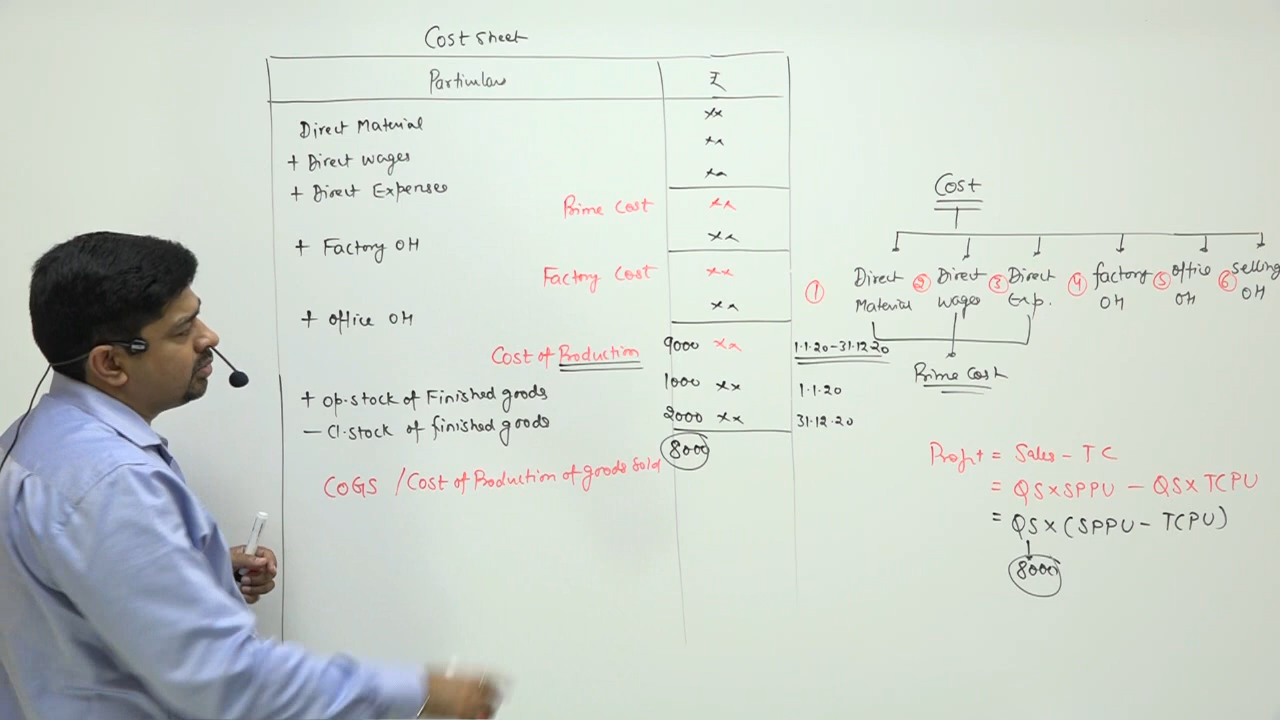 Cost sheet
Particulars ₹
Direct Material xx
+ Direct wages xx
+ Direct Expenses xx
Prime Cost xx
+ Factory OH xx
Factory Cost xx
+ office OH xx
Cost of Production 9000 xx 1.1.20-31.12.20
+ op.stock of Finished goods 1000 xx 1.1.20
- Cl.stock of finished goods 2000 xx 31.12.20
COGS / Cost of Production of goods sold 8000
Cost
① Direct Material
② Direct wages
③ Direct Exp.
④ factory OH
⑤ office OH
⑥ selling OH
Prime Cost
Profit = Sales - TC
= QS x SPPU - QS x TCPU
= QS x (SPPU - TCPU)
8000